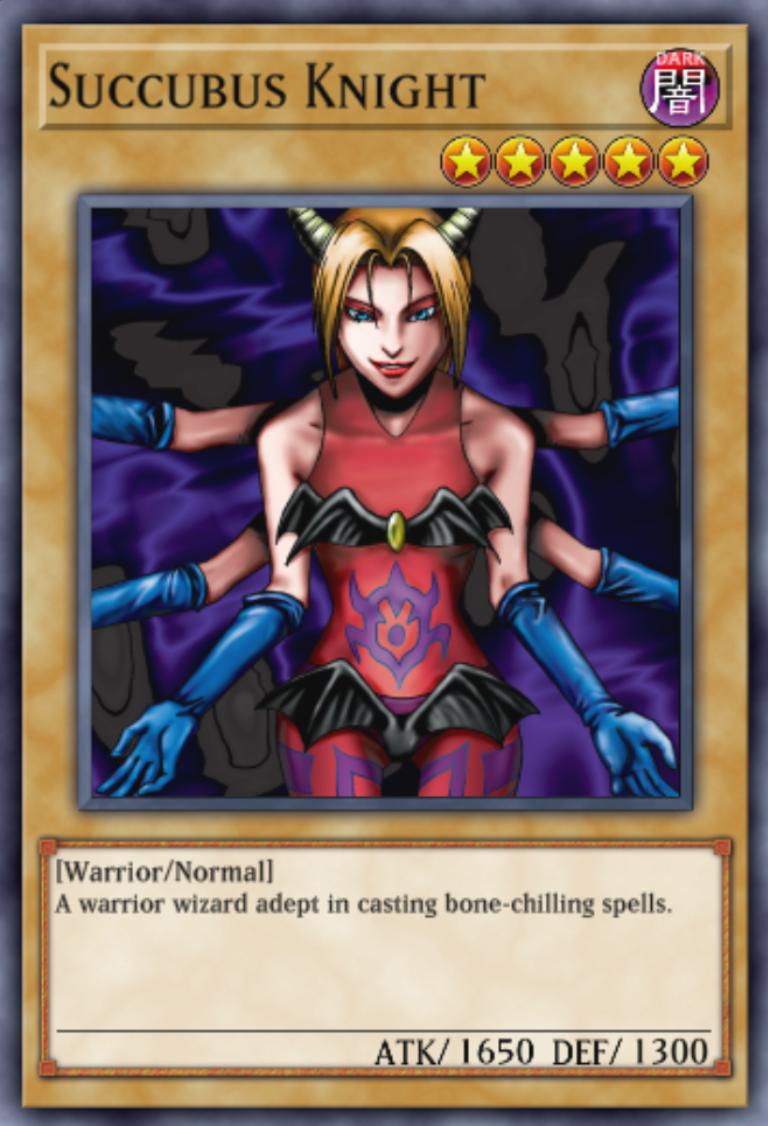 Succubus Knight
DARK
闇
[Warrior/Normal]
A warrior wizard adept in casting bone-chilling spells.
ATK/ 1650 DEF/ 1300